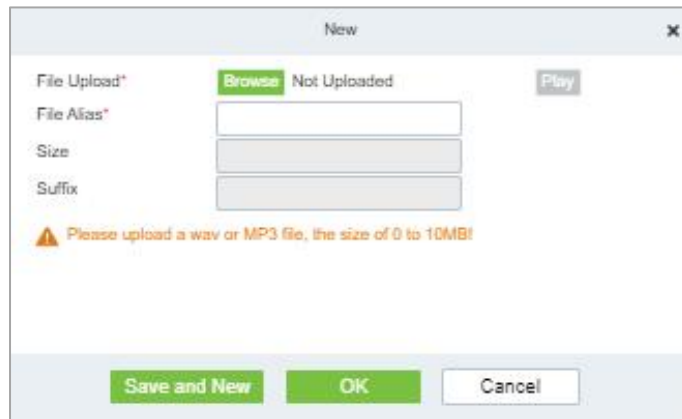 New
File Upload* Browse Not Uploaded Play
File Alias*
Size
Suffix
Please upload a wav or MP3 file, the size of 0 to 10MB!
Save and New OK Cancel